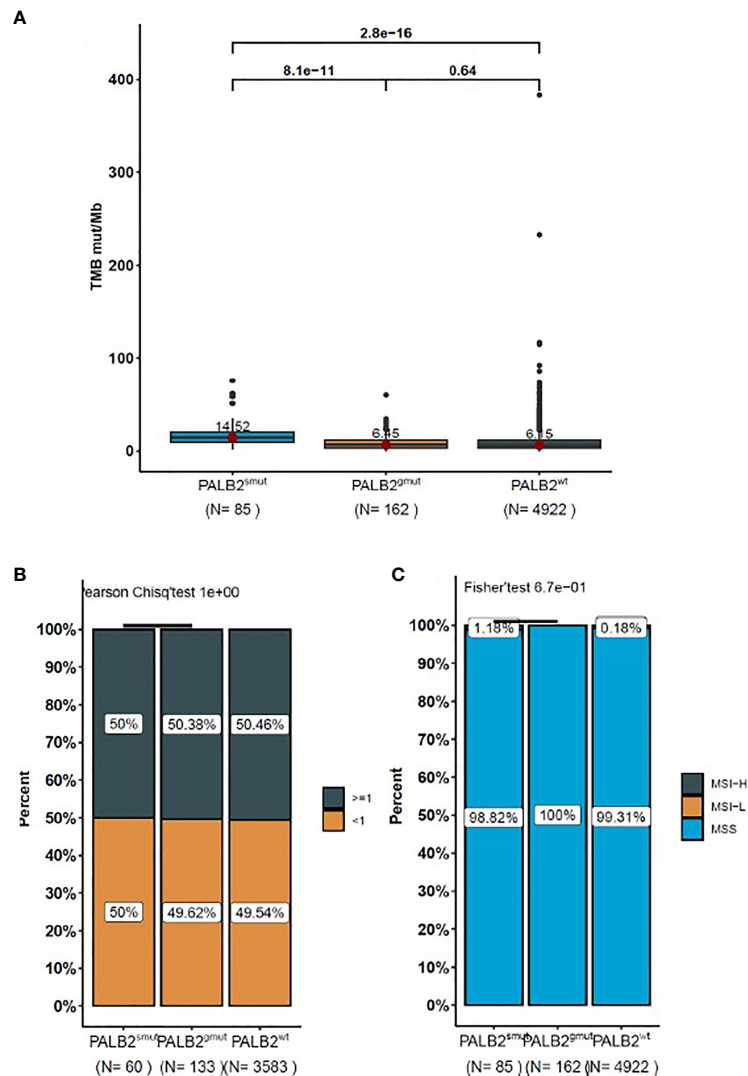 A
2.8e−16
8.1e−11 0.64
400
300
200
100
0
TMB mut/Mb
14.52 6.45 6.15
PALB2smut PALB2gmut PALB2wt
(N= 85 ) (N= 162 ) (N= 4922 )
B
Pearson Chisq'test 1e+00
100%
90%
80%
70%
60%
50%
40%
30%
20%
10%
0%
Percent
50% 50.38% 50.46%
50% 49.62% 49.54%
>=1
<1
PALB2smut PALB2gmut PALB2wt
(N= 60 ) (N= 133 ) (N= 3583 )
C
Fisher'test 6.7e−01
100%
90%
80%
70%
60%
50%
40%
30%
20%
10%
0%
Percent
1.18% 0.18%
98.82% 100% 99.31%
MSI−H
MSI−L
MSS
PALB2smut PALB2gmut PALB2wt
(N= 85 ) (N= 162 ) (N= 4922 )